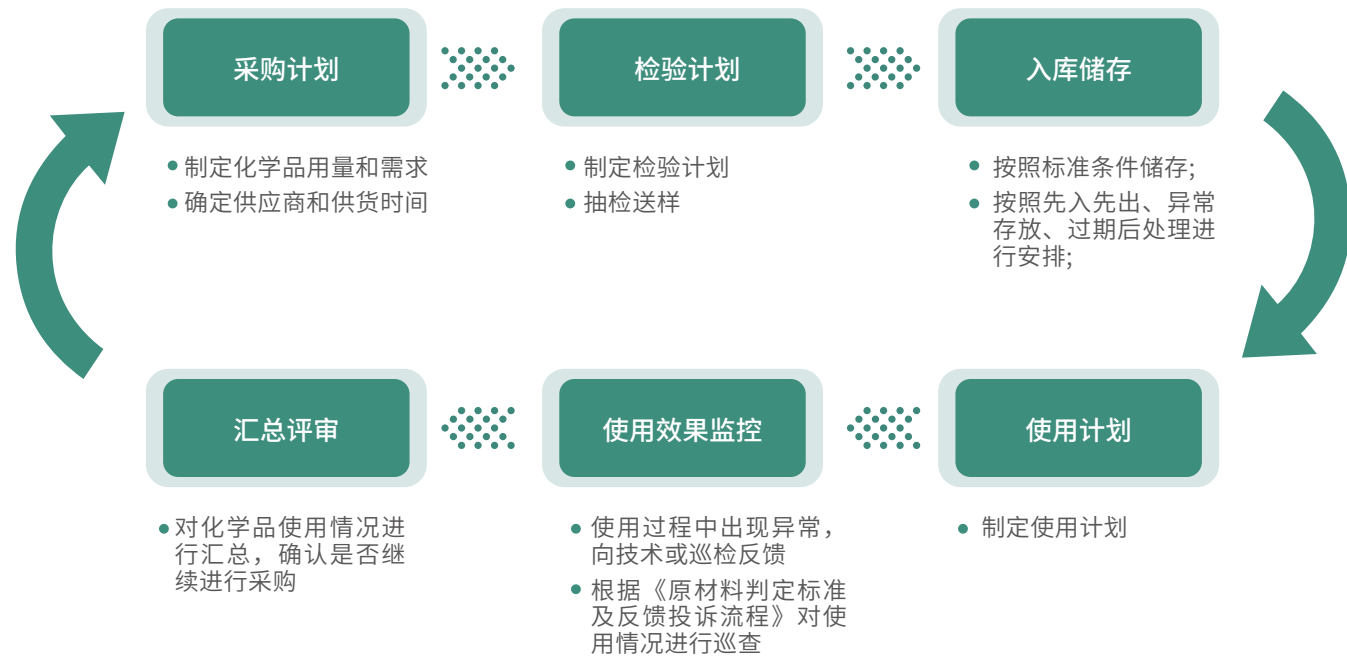 采购计划
检验计划
入库储存
制定化学品用量和需求
确定供应商和供货时间
制定检验计划
抽检送样
按照标准条件储存;
按照先入先出、异常
存放、过期后处理进
行安排;
汇总评审
使用效果监控
使用计划
对化学品使用情况进
行汇总，确认是否继
续进行采购
使用过程中出现异常，
向技术或巡检反馈
根据《原材料判定标准
及反馈投诉流程》对使
用情况进行巡查
制定使用计划